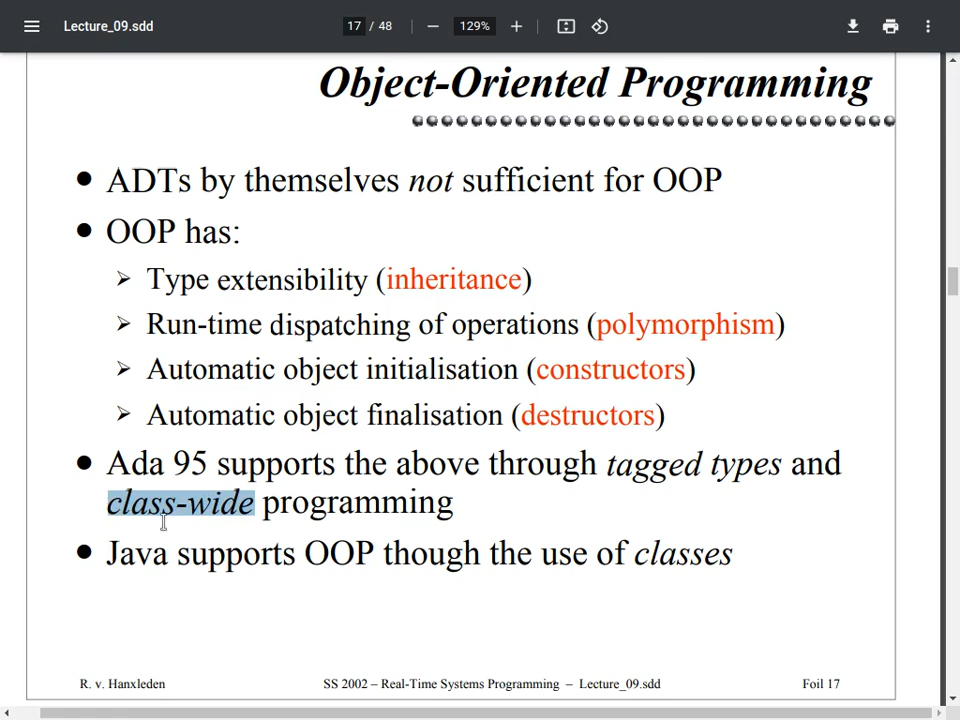 Lecture_09.sdd
17 / 48
129%
Object-Oriented Programming
ADTs by themselves not sufficient for OOP
OOP has:
Type extensibility (inheritance)
Run-time dispatching of operations (polymorphism)
Automatic object initialisation (constructors)
Automatic object finalisation (destructors)
Ada 95 supports the above through tagged types and
class-wide programming
Java supports OOP though the use of classes
R. v. Hanxleden
SS 2002 – Real-Time Systems Programming – Lecture_09.sdd
Foil 17